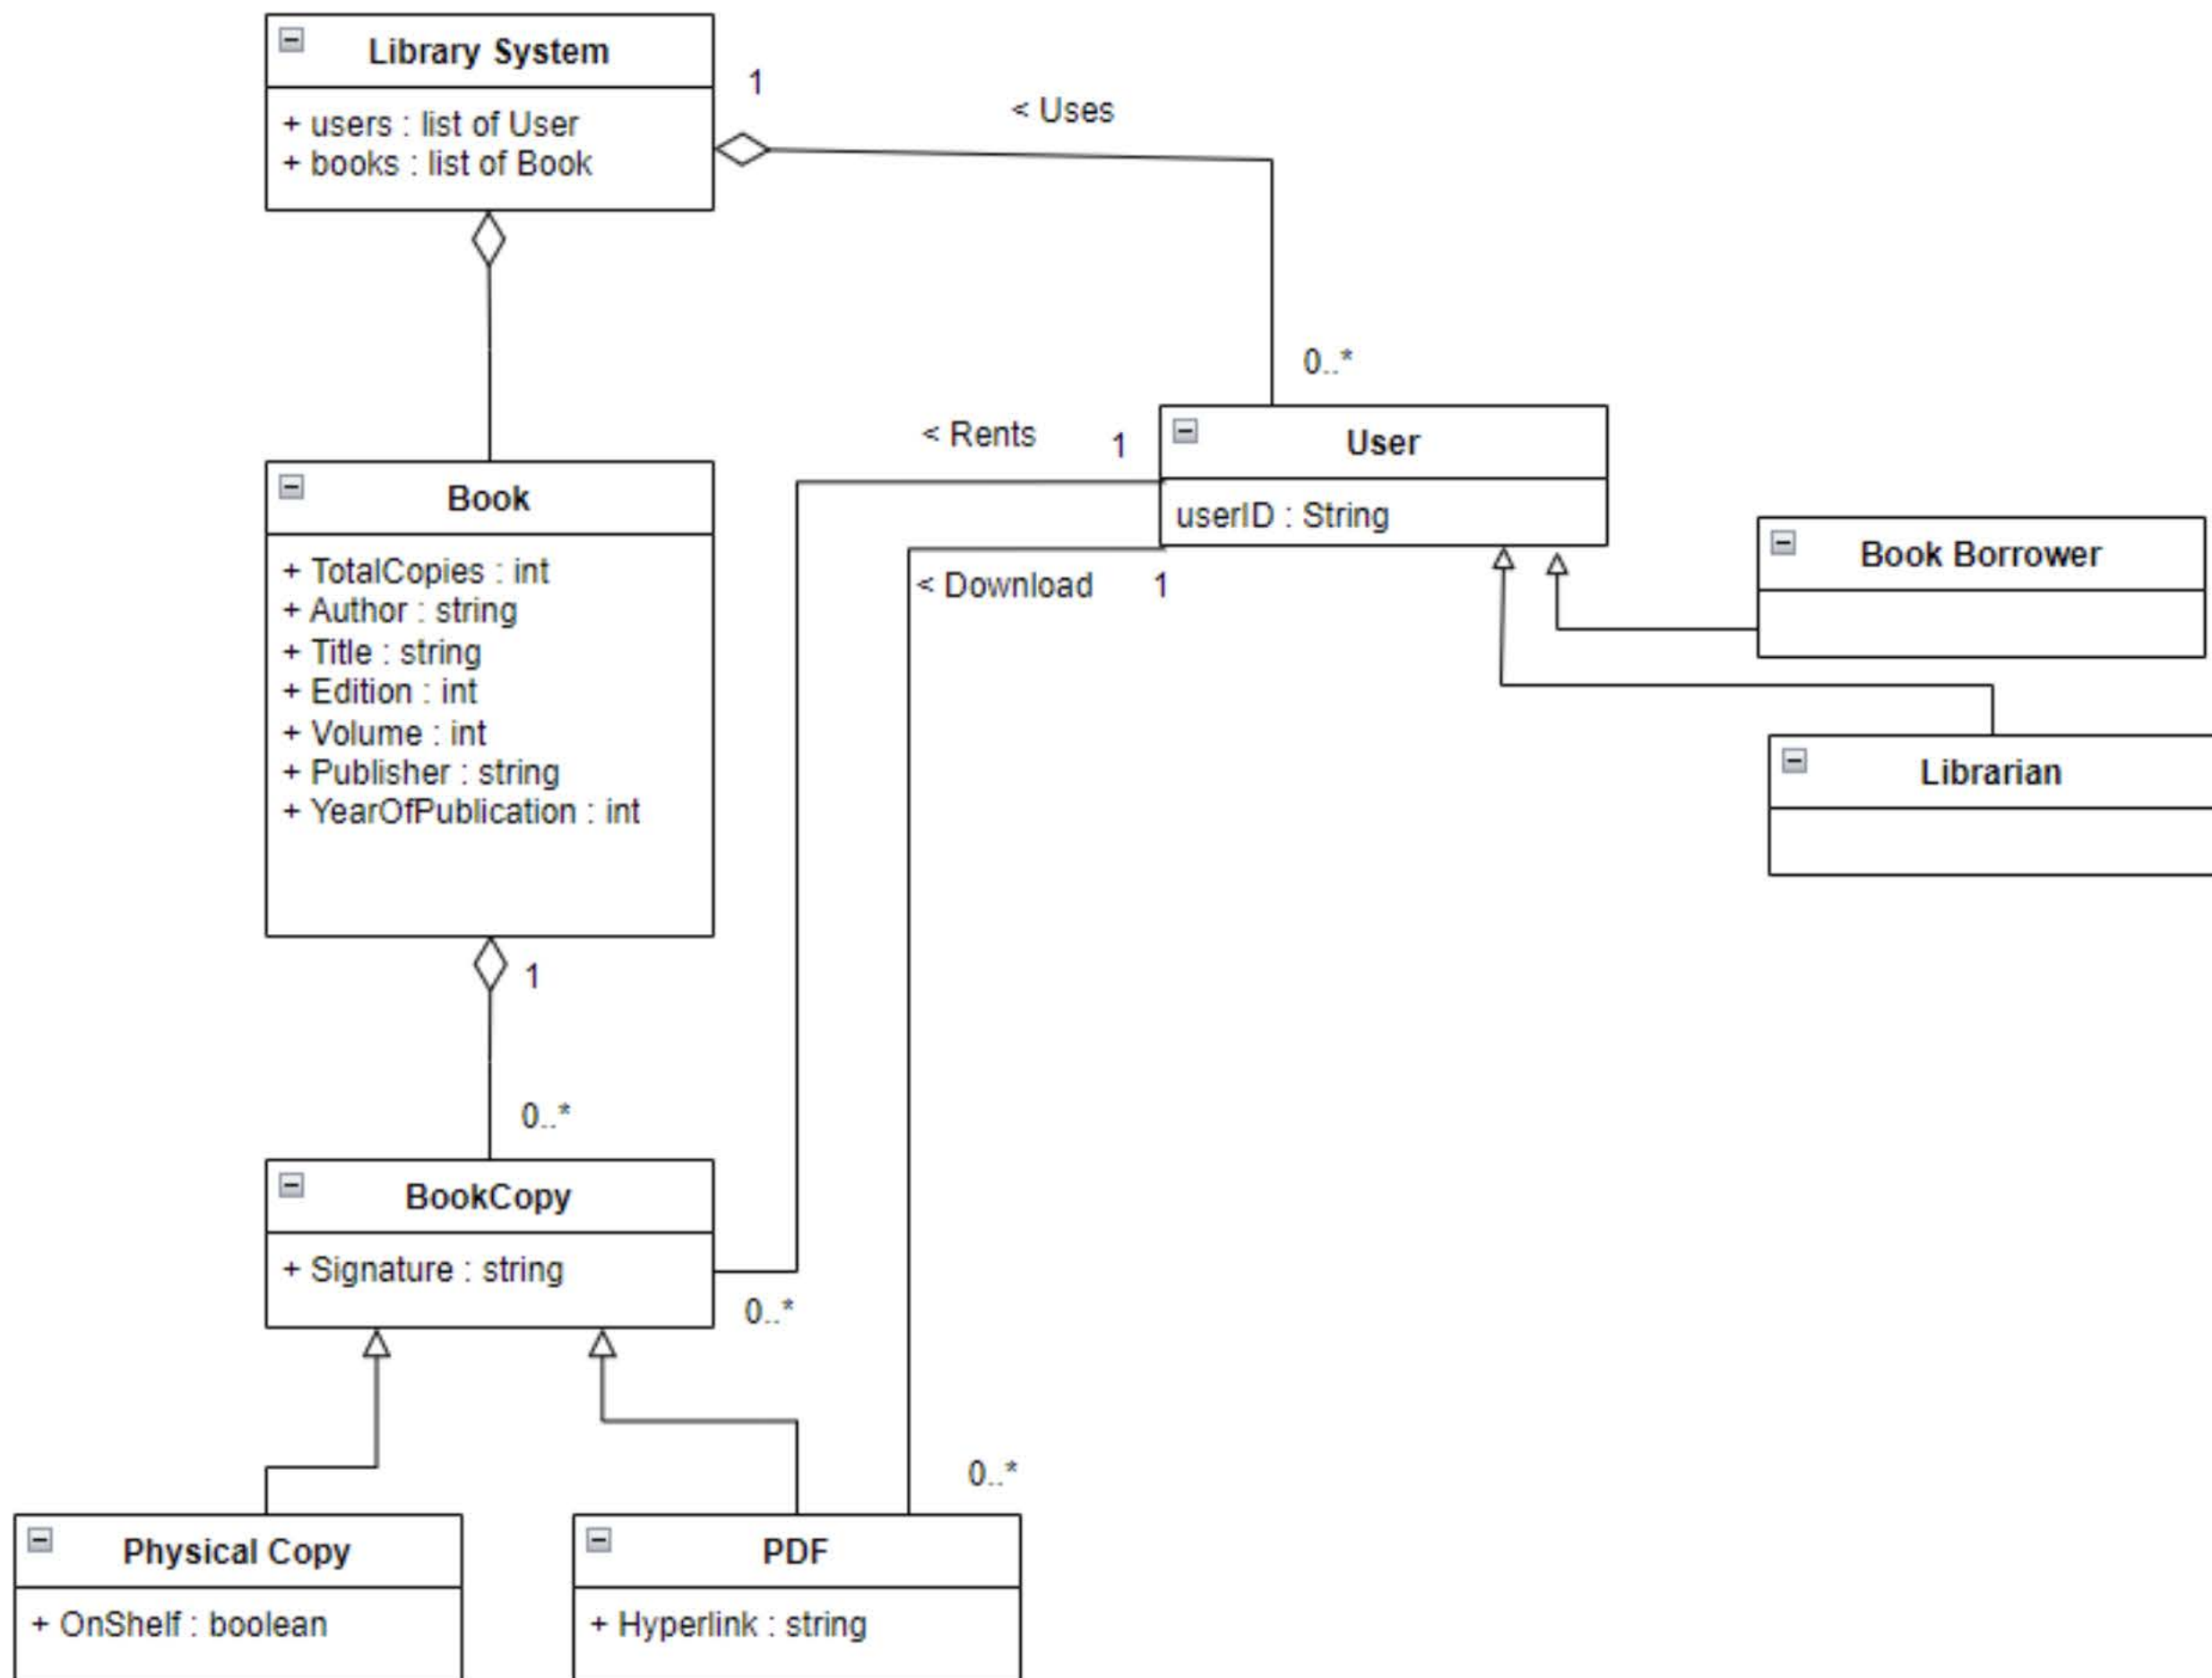 Library System
+ users : list of User
+ books : list of Book
1
< Uses
0..*
User
userID : String
< Rents
1
< Download
1
Book
+ TotalCopies : int
+ Author : string
+ Title : string
+ Edition : int
+ Volume : int
+ Publisher : string
+ YearOfPublication : int
Book Borrower
Librarian
1
0..*
BookCopy
+ Signature : string
0..*
0..*
Physical Copy
+ OnShelf : boolean
PDF
+ Hyperlink : string